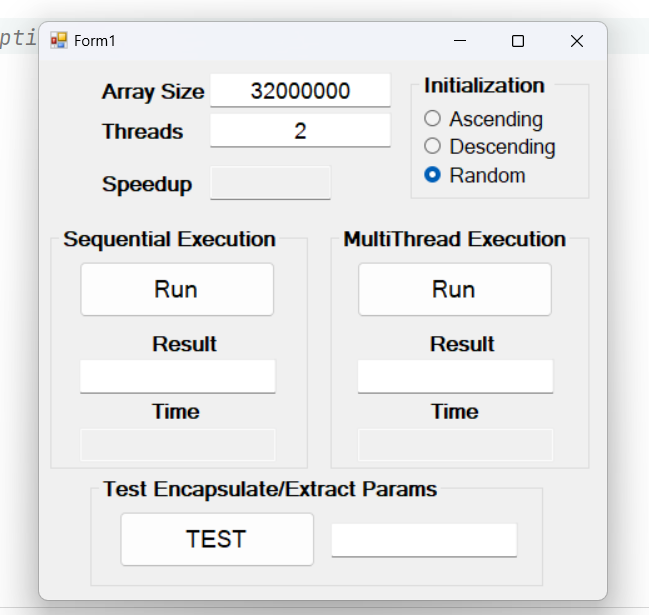 pti
Form1
Array Size 32000000
Threads 2
Speedup
Initialization
Ascending
Descending
Random
Sequential Execution
Run
Result
Time
MultiThread Execution
Run
Result
Time
Test Encapsulate/Extract Params
TEST